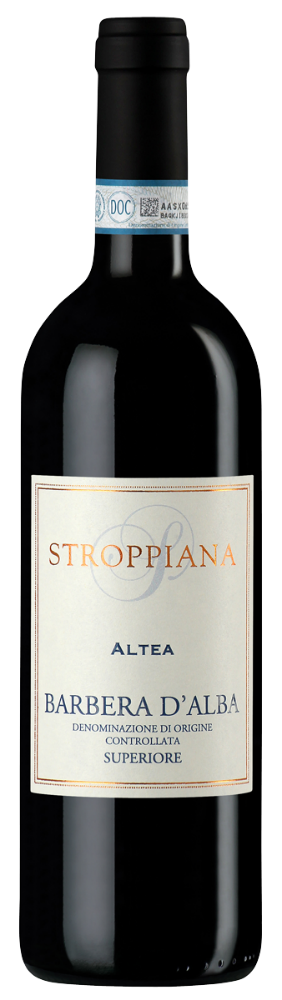 DOC
STROPPIANA
ALTEA
BARBERA D'ALBA
DENOMINAZIONE DI ORIGINE
CONTROLLATA
SUPERIORE